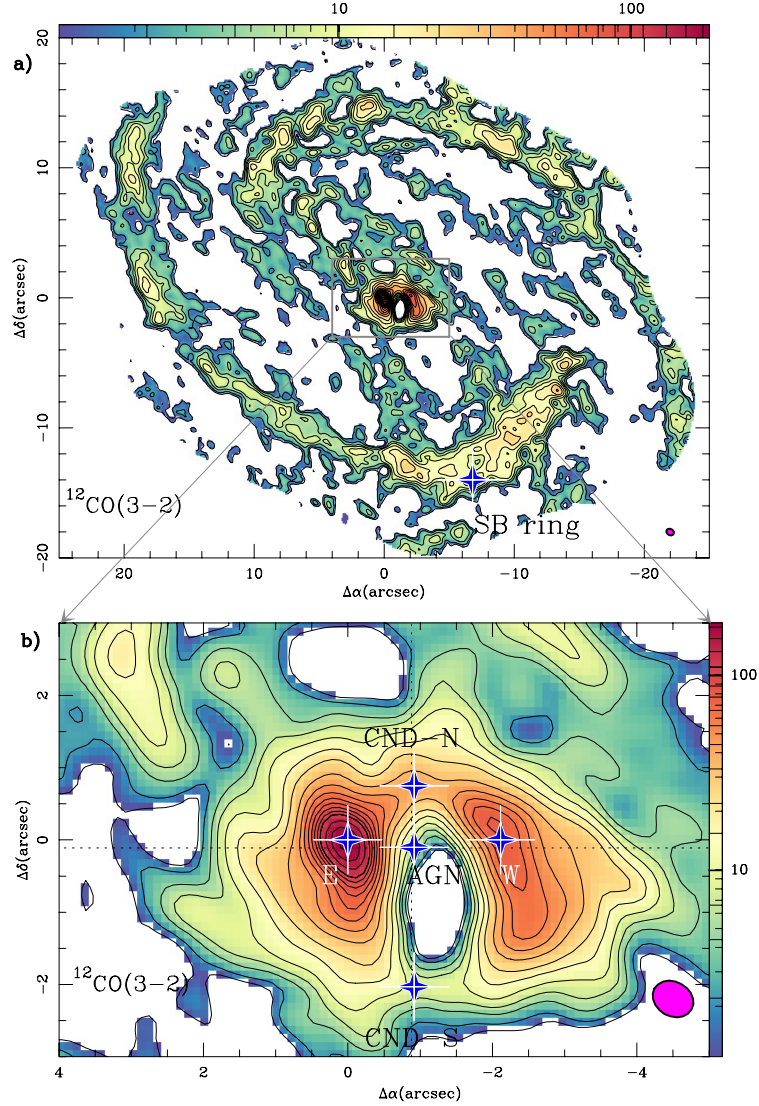 10 100
a)
20
10
0
−10
−20
Δδ(arcsec)
¹²CO(3−2)
SB ring
20 10 0 −10 −20
Δα(arcsec)
b)
CND−N
E AGN W
CND−S
¹²CO(3−2)
2
0
−2
Δδ(arcsec)
4 2 0 −2 −4
Δα(arcsec)
100
10